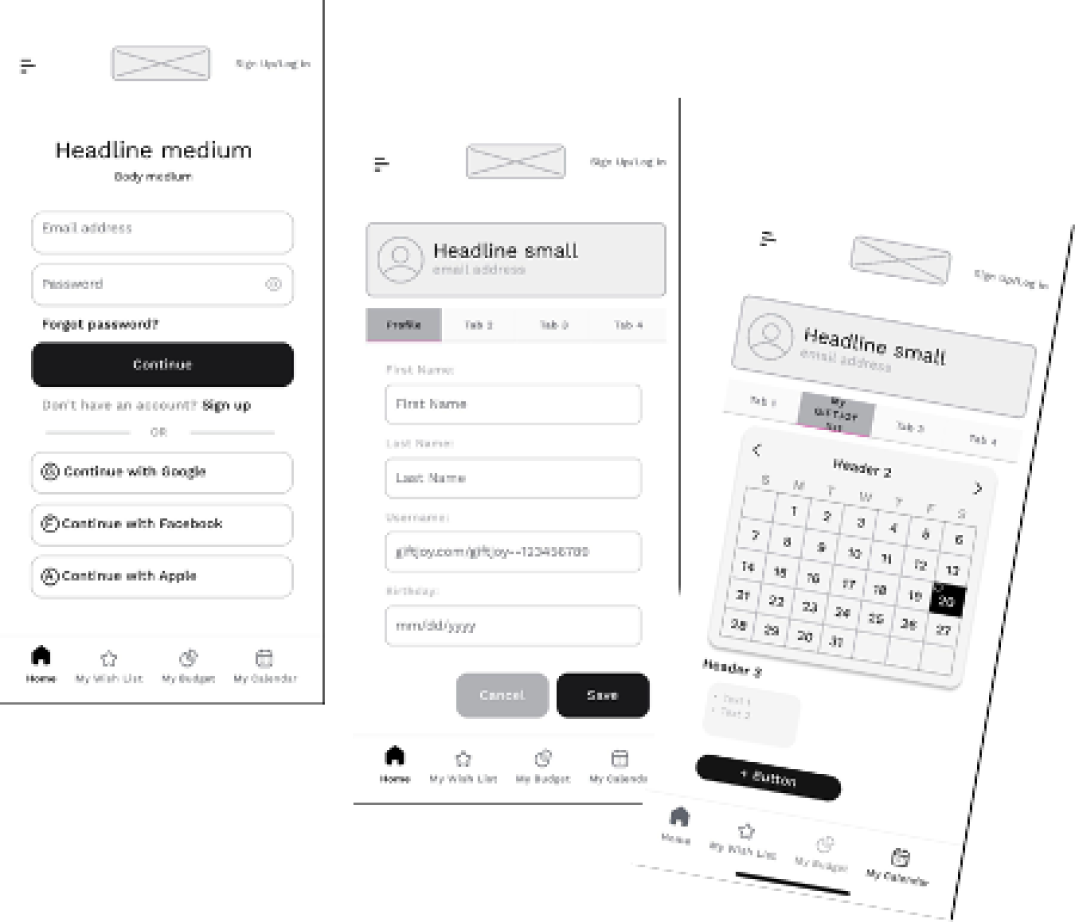 Sign Up/Log In
Headline medium
Body medium
Email address
Password
Forgot password?
Continue
Don't have an account? Sign up
OR
Continue with Google
F Continue with Facebook
A Continue with Apple
Home My Wish List My Budget My Calendar
Sign Up/Log In
Headline small
email address
Profile Tab 2 Tab 3 Tab 4
First Name:
First Name
Last Name:
Last Name
Username:
giftjoy.com/giftjoy--123456789
Birthday:
mm/dd/yyyy
Cancel Save
Home My Wish List My Budget My Calenda
Sign Up/Log In
Headline small
email address
Tab 1 My Tab 3 Tab 4
Header 2
S M T W T F S
1 2 3 4 5 6
7 8 9 10 11 12 13
14 15 16 17 18 19 20
21 22 23 24 25 26 27
28 29 30 31
Header 3
• Text 1
• Text 2
+ Button
Home My Wish List My Budget My Calendar